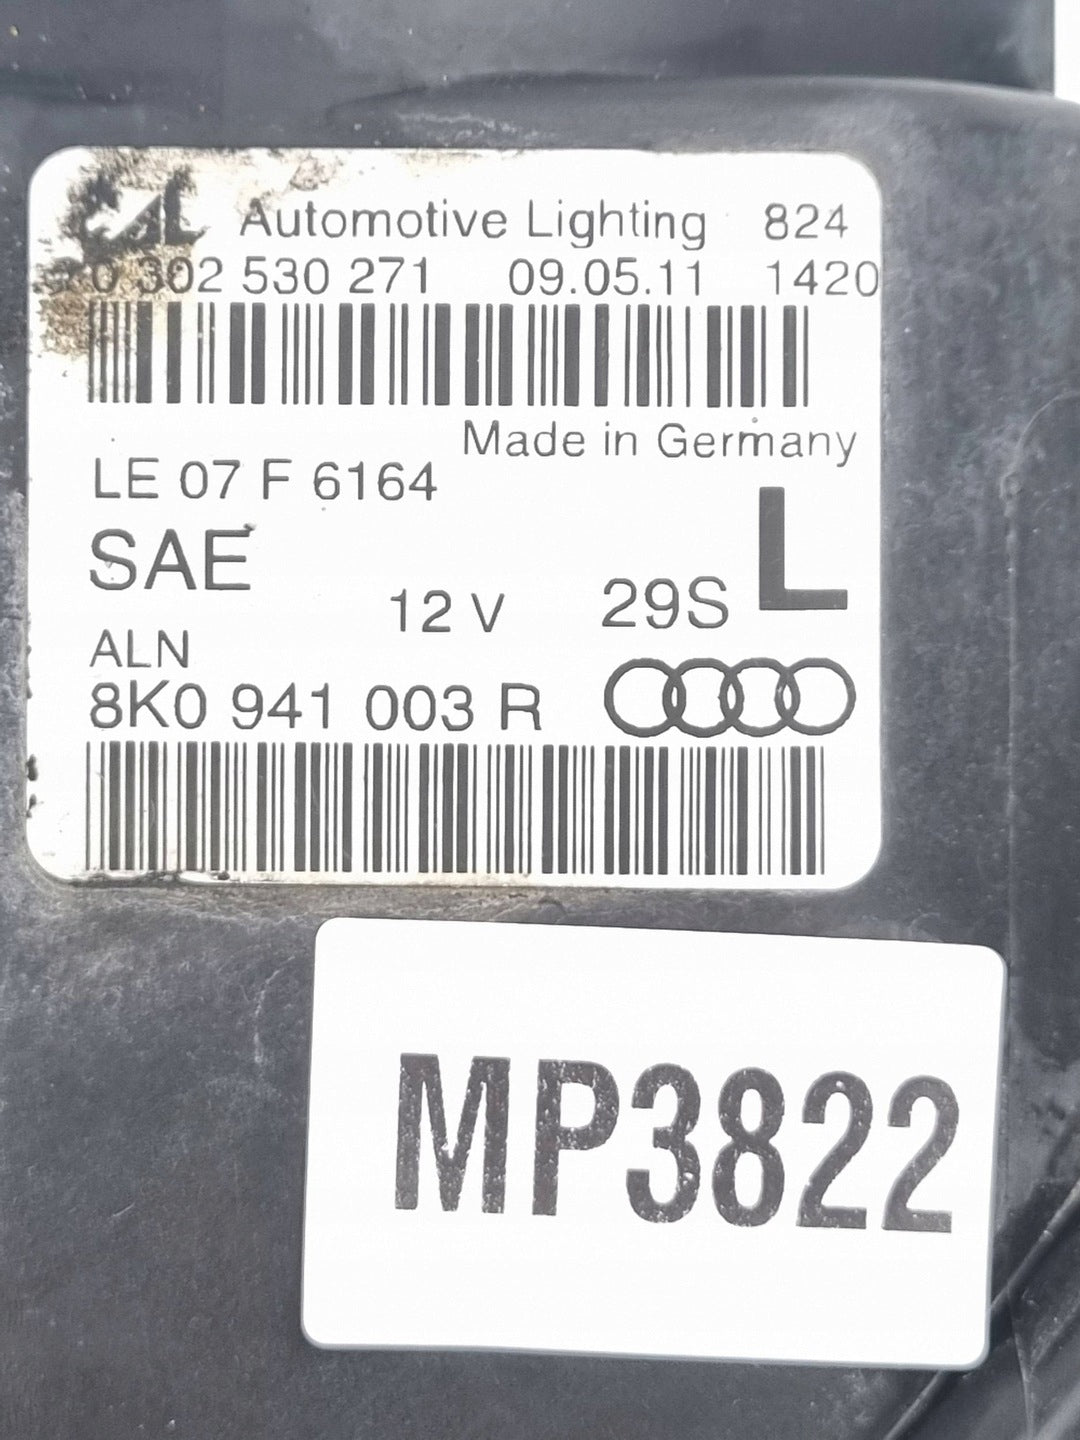 AL Automotive Lighting 824
0 302 530 271 09.05.11 1420
Made in Germany
LE 07 F 6164
SAE
L
12 V 29S
ALN
8K0 941 003 R
MP3822